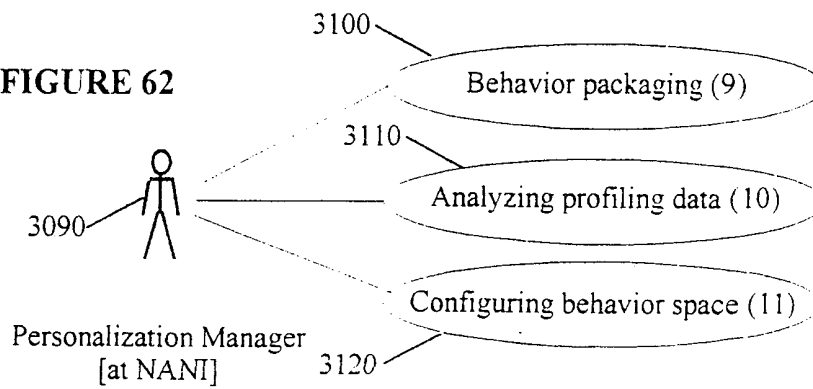 3100
FIGURE 62
Behavior packaging (9)
3110
Analyzing profiling data (10)
3090
Configuring behavior space (11)
Personalization Manager
[at NANI]
3120